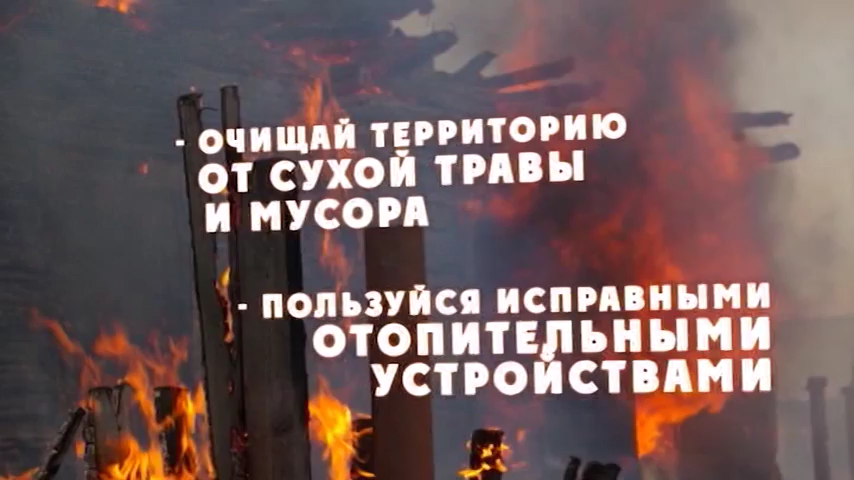 - ОЧИЩАЙ ТЕРРИТОРИЮ
ОТ СУХОЙ ТРАВЫ
И МУСОРА
- ПОЛЬЗУЙСЯ ИСПРАВНЫМИ
ОТОПИТЕЛЬНЫМИ
УСТРОЙСТВАМИ